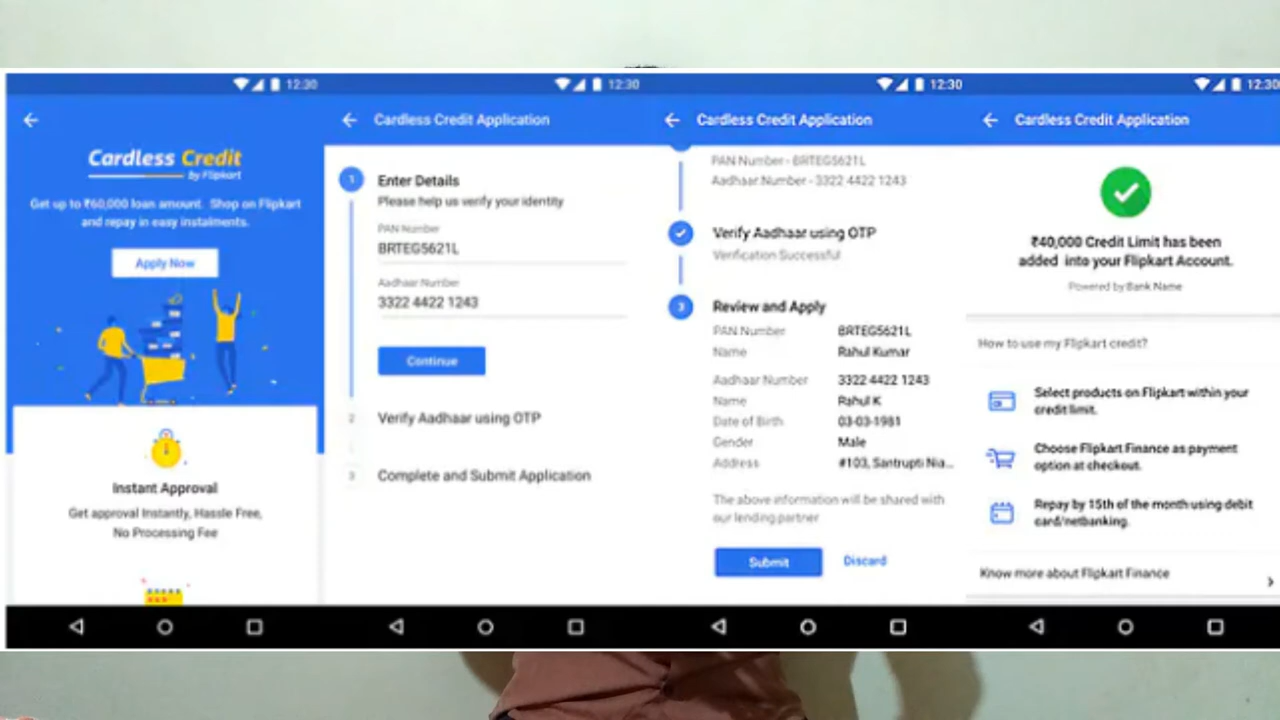 12:30
Cardless Credit
by Flipkart
Get up to ₹60,000 loan amount. Shop on Flipkart
and repay in easy instalments.
Apply Now
Instant Approval
Get approval Instantly, Hassle Free,
No Processing Fee
12:30
Cardless Credit Application
1
Enter Details
Please help us verify your identity
PAN Number
BRTEG5621L
Aadhaar Number
3322 4422 1243
Continue
2 Verify Aadhaar using OTP
3 Complete and Submit Application
12:30
Cardless Credit Application
PAN Number - BRTEG5621L
Aadhaar Number - 3322 4422 1243
Verify Aadhaar using OTP
Verification Successful
3 Review and Apply
PAN Number BRTEG5621L
Name Rahul Kumar
Aadhaar Number 3322 4422 1243
Name Rahul K
Date of Birth 03-03-1981
Gender Male
Address #103, Santrupti Nia...
The above information will be shared with
our lending partner
Submit Discard
12:30
Cardless Credit Application
₹40,000 Credit Limit has been
added into your Flipkart Account.
Powered by Bank Name
How to use my Flipkart credit?
Select products on Flipkart within your
credit limit.
Choose Flipkart Finance as payment
option at checkout.
Repay by 15th of the month using debit
card/netbanking.
Know more about Flipkart Finance